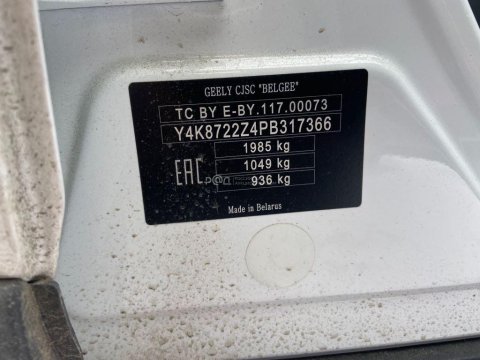 GEELY CJSC "BELGEE"
TC BY E-BY.117.00073
Y4K8722Z4PB317366
1985 kg
1049 kg
936 kg
EAC
Made in Belarus